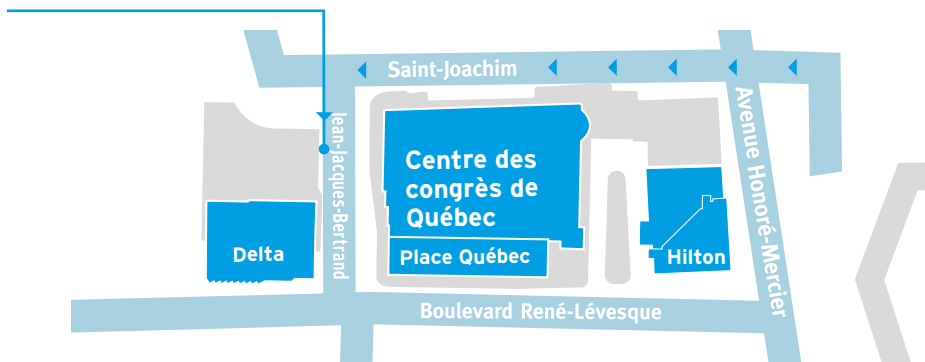 Saint-Joachim
Jean-Jacques-Bertrand
Avenue Honoré-Mercier
Centre des
congrès de
Québec
Delta
Place Québec
Hilton
Boulevard René-Lévesque